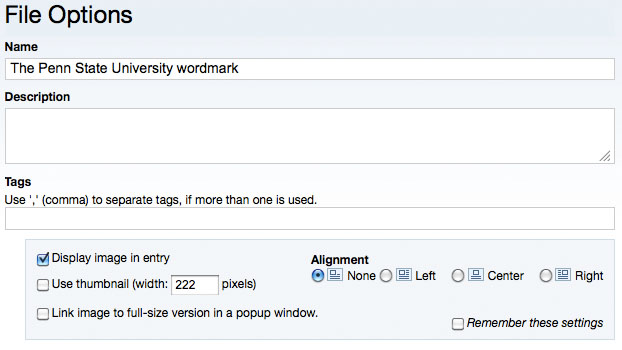 File Options
Name
The Penn State University wordmark
Description
Tags
Use ',' (comma) to separate tags, if more than one is used.
Display image in entry
Alignment
None Left Center Right
Use thumbnail (width: 222 pixels)
Link image to full-size version in a popup window.
Remember these settings